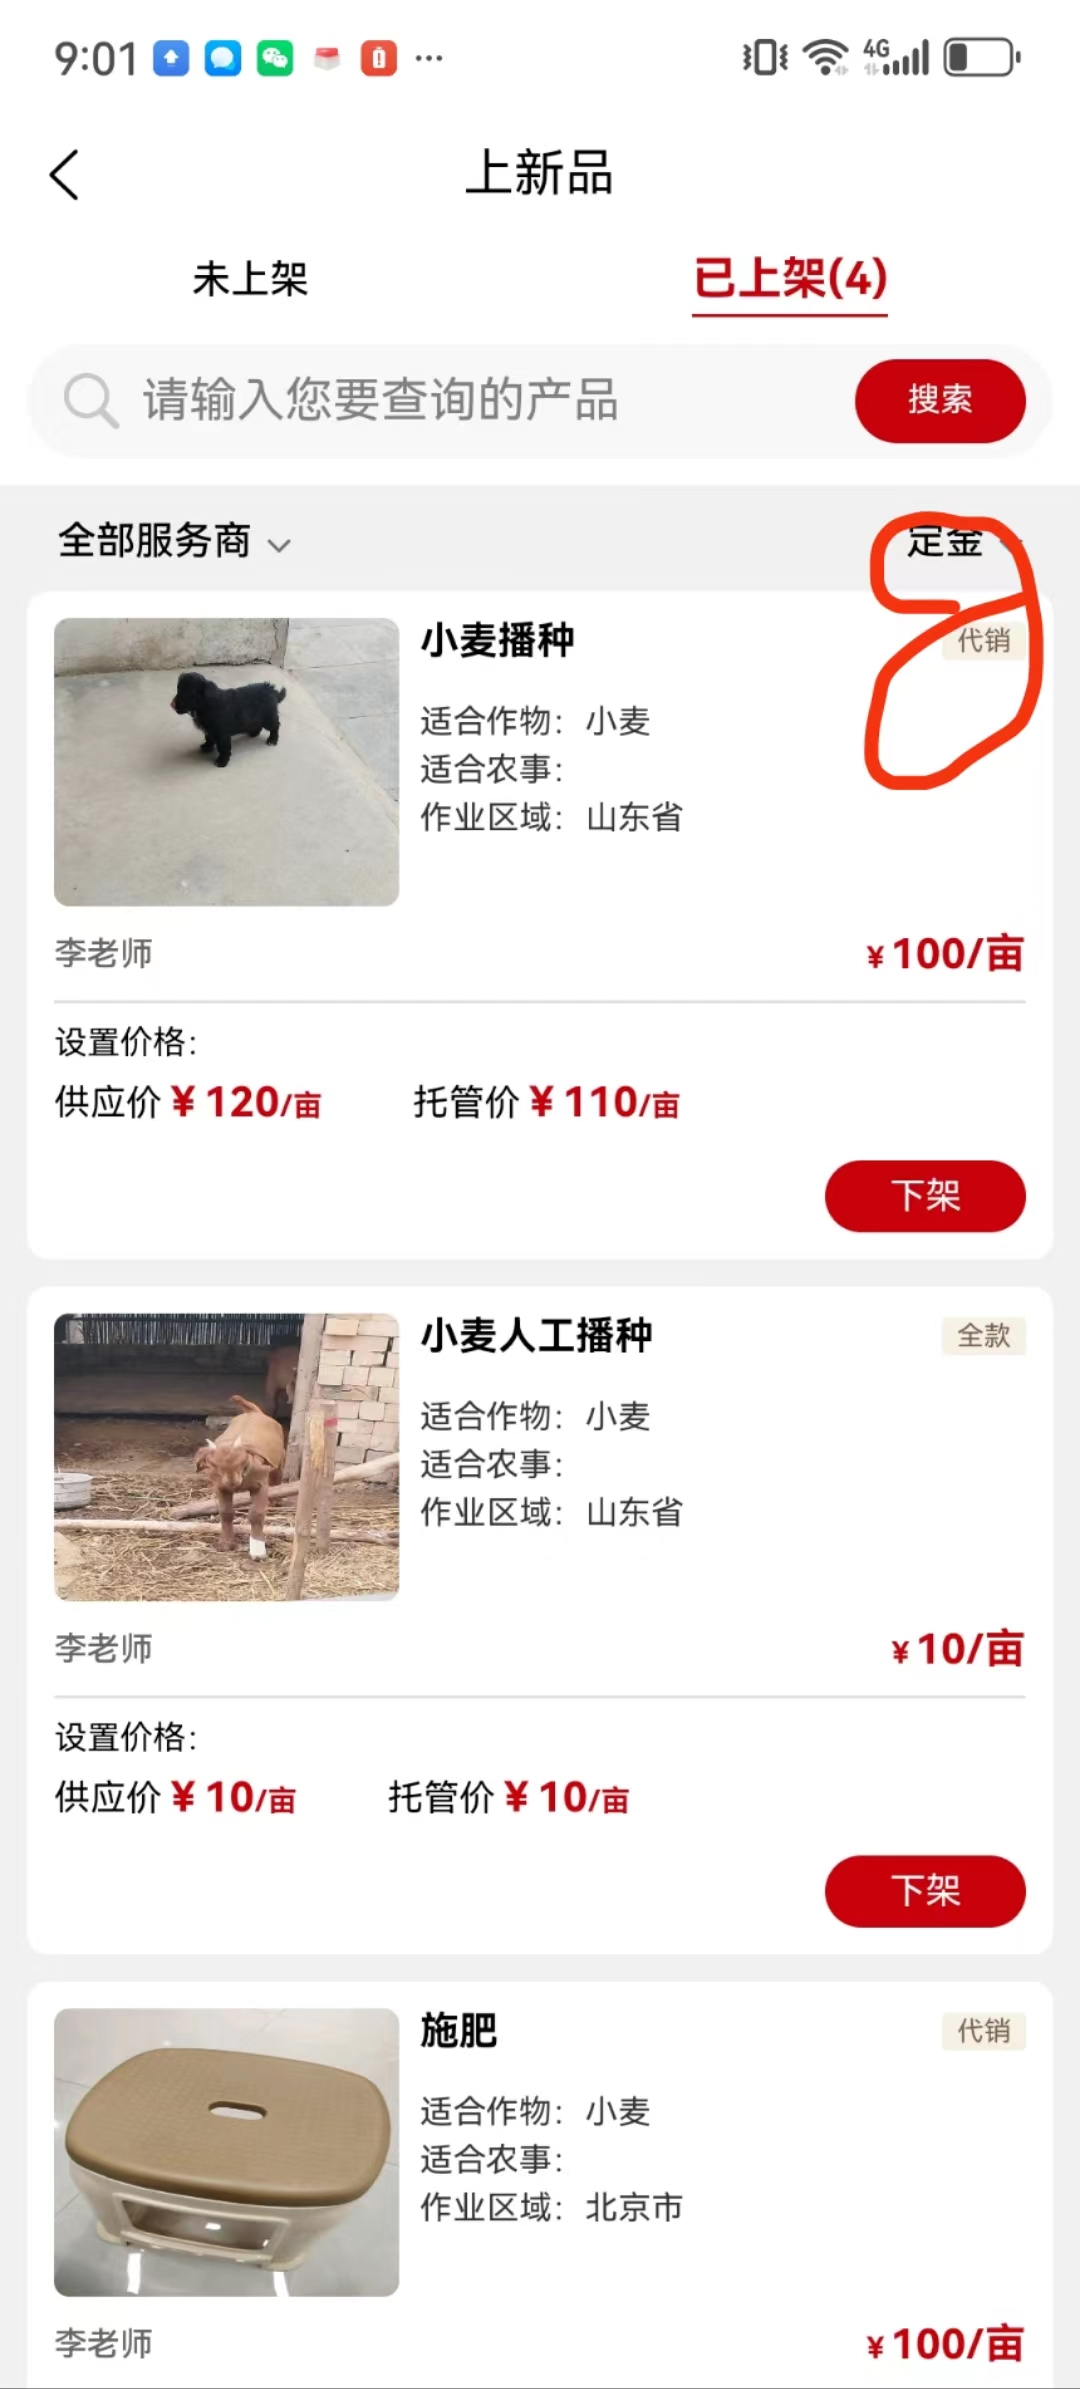 9:01
4G
上新品
未上架
已上架(4)
请输入您要查询的产品
搜索
全部服务商
定金
小麦播种
代销
适合作物：小麦
适合农事：
作业区域：山东省
李老师
¥100/亩
设置价格：
供应价¥120/亩
托管价¥110/亩
下架
小麦人工播种
全款
适合作物：小麦
适合农事：
作业区域：山东省
李老师
¥10/亩
设置价格：
供应价¥10/亩
托管价¥10/亩
下架
施肥
代销
适合作物：小麦
适合农事：
作业区域：北京市
李老师
¥100/亩